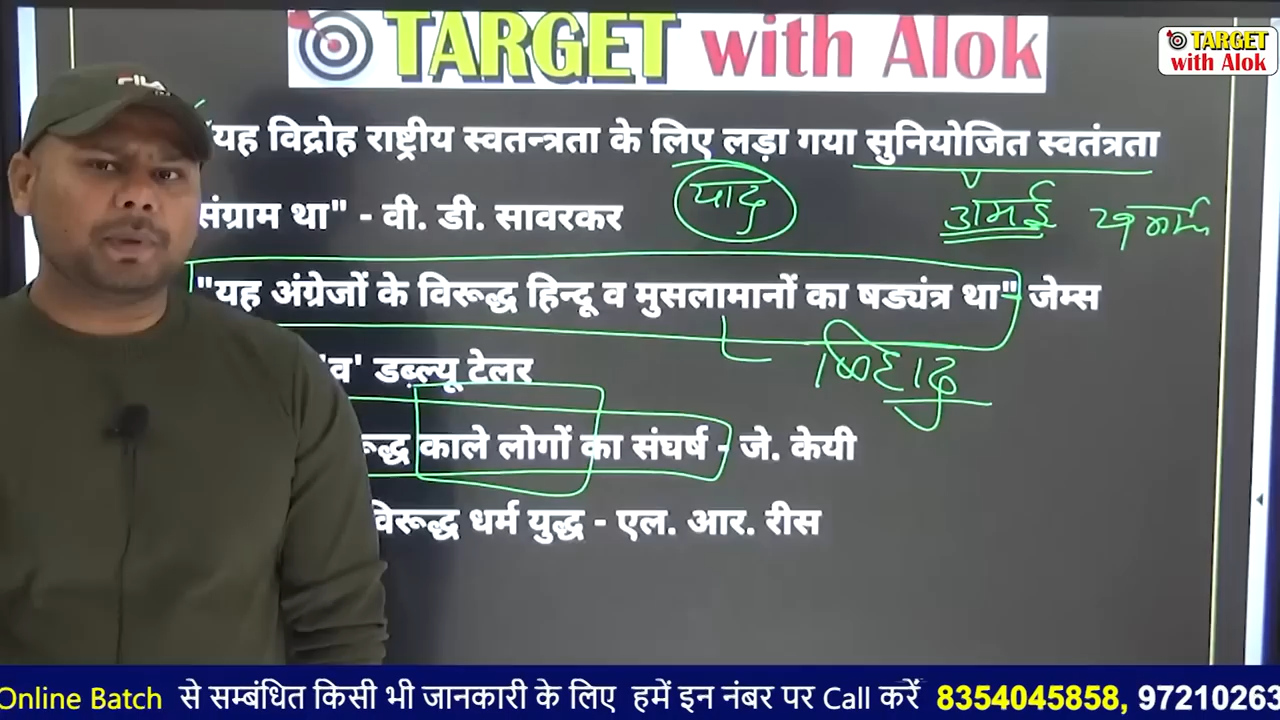 TARGET with Alok
TARGET
with Alok
"यह विद्रोह राष्ट्रीय स्वतन्त्रता के लिए लड़ा गया सुनियोजित स्वतंत्रता
याद
संग्राम था" - वी. डी. सावरकर
"यह अंग्रेजों के विरूद्ध हिन्दू व मुसलामानों का षड्यंत्र था" जेम्स
'व' डब्ल्यू टेलर
रूद्ध काले लोगों का संघर्ष - जे. केयी
विरूद्ध धर्म युद्ध - एल. आर. रीस
Online Batch से सम्बंधित किसी भी जानकारी के लिए हमें इन नंबर पर Call करें 8354045858, 97210263